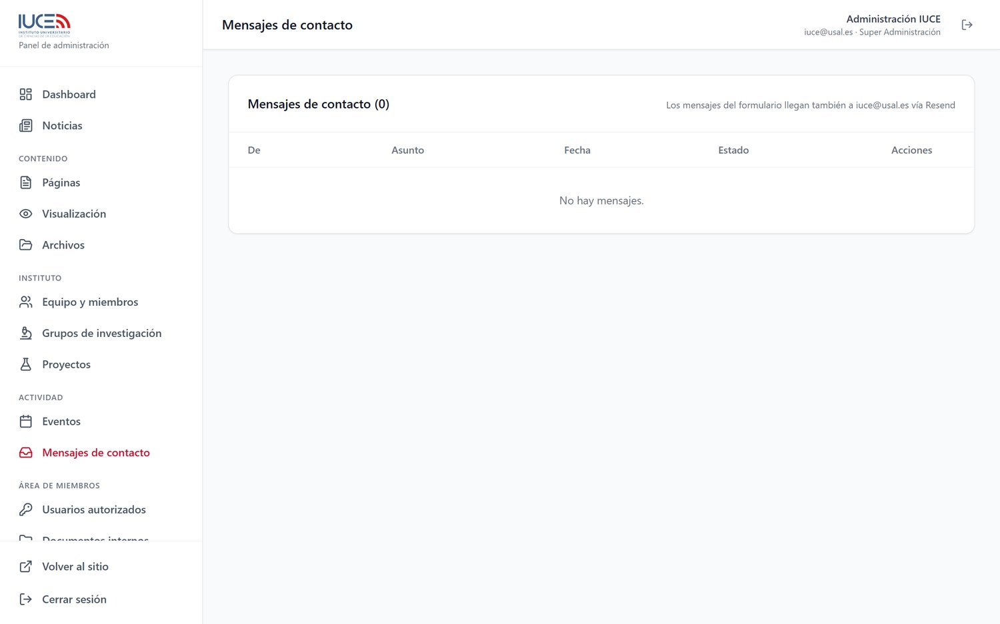 IUCE
INSTITUTO UNIVERSITARIO
DE CIENCIAS DE LA EDUCACIÓN
Panel de administración
Dashboard
Noticias
CONTENIDO
Páginas
Visualización
Archivos
INSTITUTO
Equipo y miembros
Grupos de investigación
Proyectos
ACTIVIDAD
Eventos
Mensajes de contacto
ÁREA DE MIEMBROS
Usuarios autorizados
Documentos internos
Volver al sitio
Cerrar sesión
Mensajes de contacto
Administración IUCE
iuce@usal.es · Super Administración
Mensajes de contacto (0)
Los mensajes del formulario llegan también a iuce@usal.es vía Resend
De Asunto Fecha Estado Acciones
No hay mensajes.